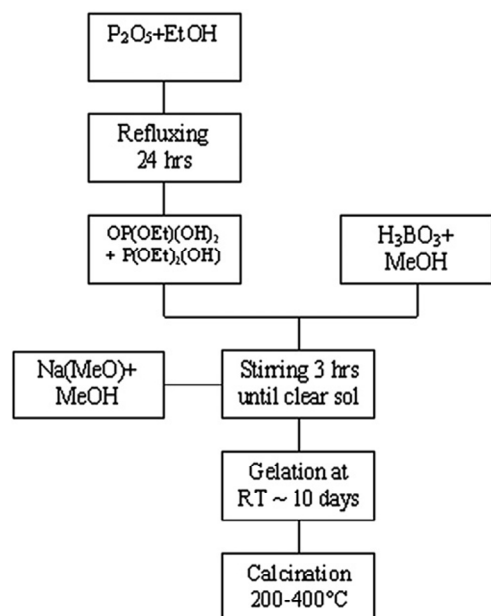 P₂O₅+EtOH
Refluxing
24 hrs
OP(OEt)(OH)₂
+ P(OEt)₂(OH)
H₃BO₃+
MeOH
Na(MeO)+
MeOH
Stirring 3 hrs
until clear sol
Gelation at
RT ~ 10 days
Calcination
200-400°C